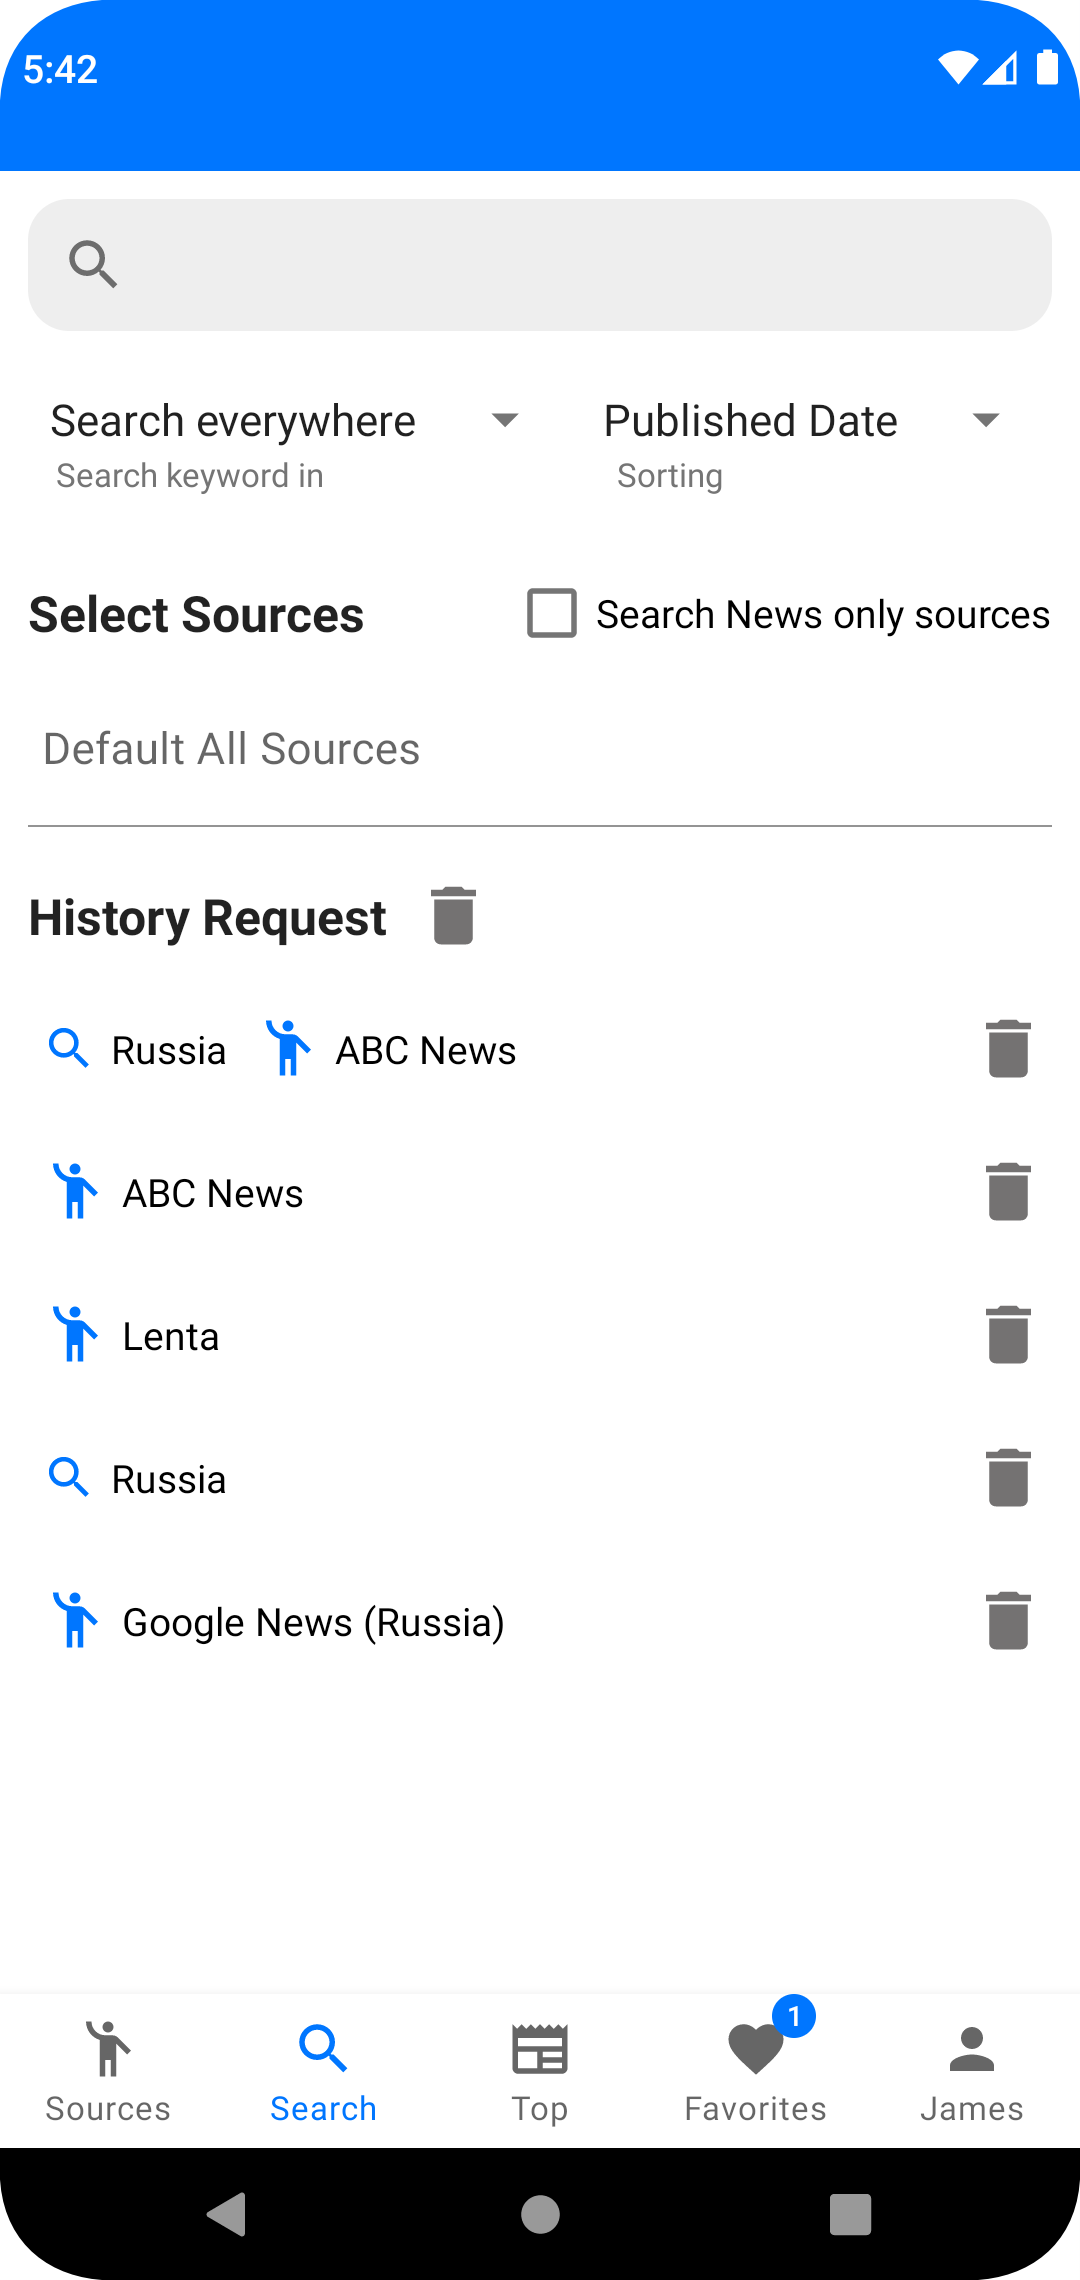 5:42
Search everywhere
Published Date
Search keyword in
Sorting
Select Sources
Search News only sources
Default All Sources
History Request
Russia
ABC News
ABC News
Lenta
Russia
Google News (Russia)
1
Sources
Search
Top
Favorites
James